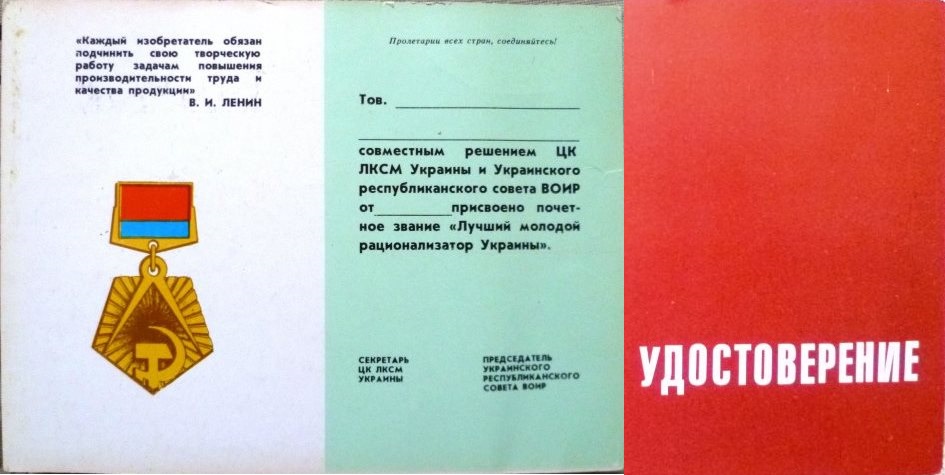 «Каждый изобретатель обязан
подчинить свою творческую
работу задачам повышения
производительности труда и
качества продукции»
В. И. ЛЕНИН
Пролетарии всех стран, соединяйтесь!
Тов.
совместным решением ЦК
ЛКСМ Украины и Украинского
республиканского совета ВОИР
от присвоено почет-
ное звание «Лучший молодой
рационализатор Украины».
СЕКРЕТАРЬ
ЦК ЛКСМ
УКРАИНЫ
ПРЕДСЕДАТЕЛЬ
УКРАИНСКОГО
РЕСПУБЛИКАНСКОГО
СОВЕТА ВОИР
УДОСТОВЕРЕНИЕ